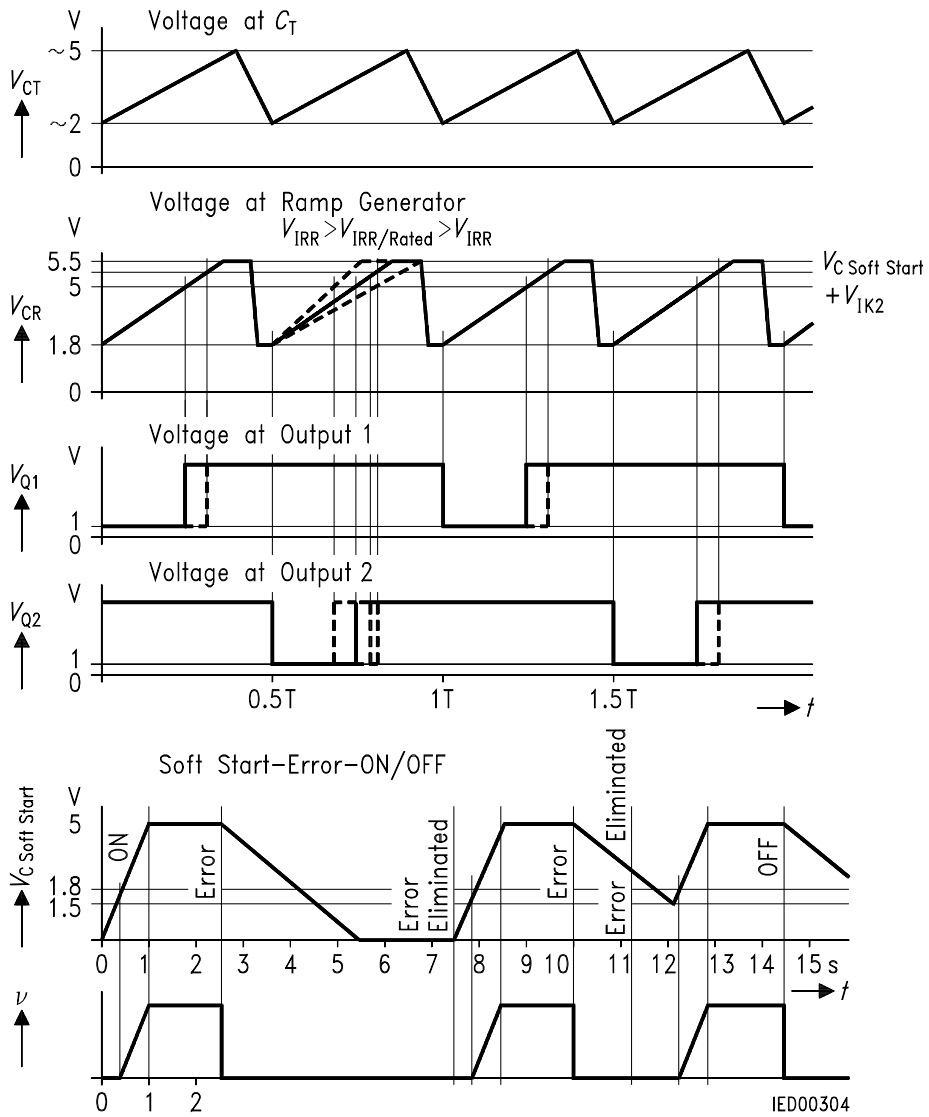 V
Voltage at C_T
~5
V_CT
~2
0
V
Voltage at Ramp Generator
V_IRR > V_IRR/Rated > V_IRR
5.5
5
V_C Soft Start
+ V_IK2
V_CR
1.8
0
V
Voltage at Output 1
V_Q1
1
0
V
Voltage at Output 2
V_Q2
1
0
0.5T
1T
1.5T
t
Soft Start-Error-ON/OFF
V
V_C Soft Start
5
1.8
1.5
ON
Error
Error
Eliminated
Error
Error
Eliminated
OFF
0 1 2 3 4 5 6 7 8 9 10 11 12 13 14 15 s
t
ν
0 1 2
IED00304